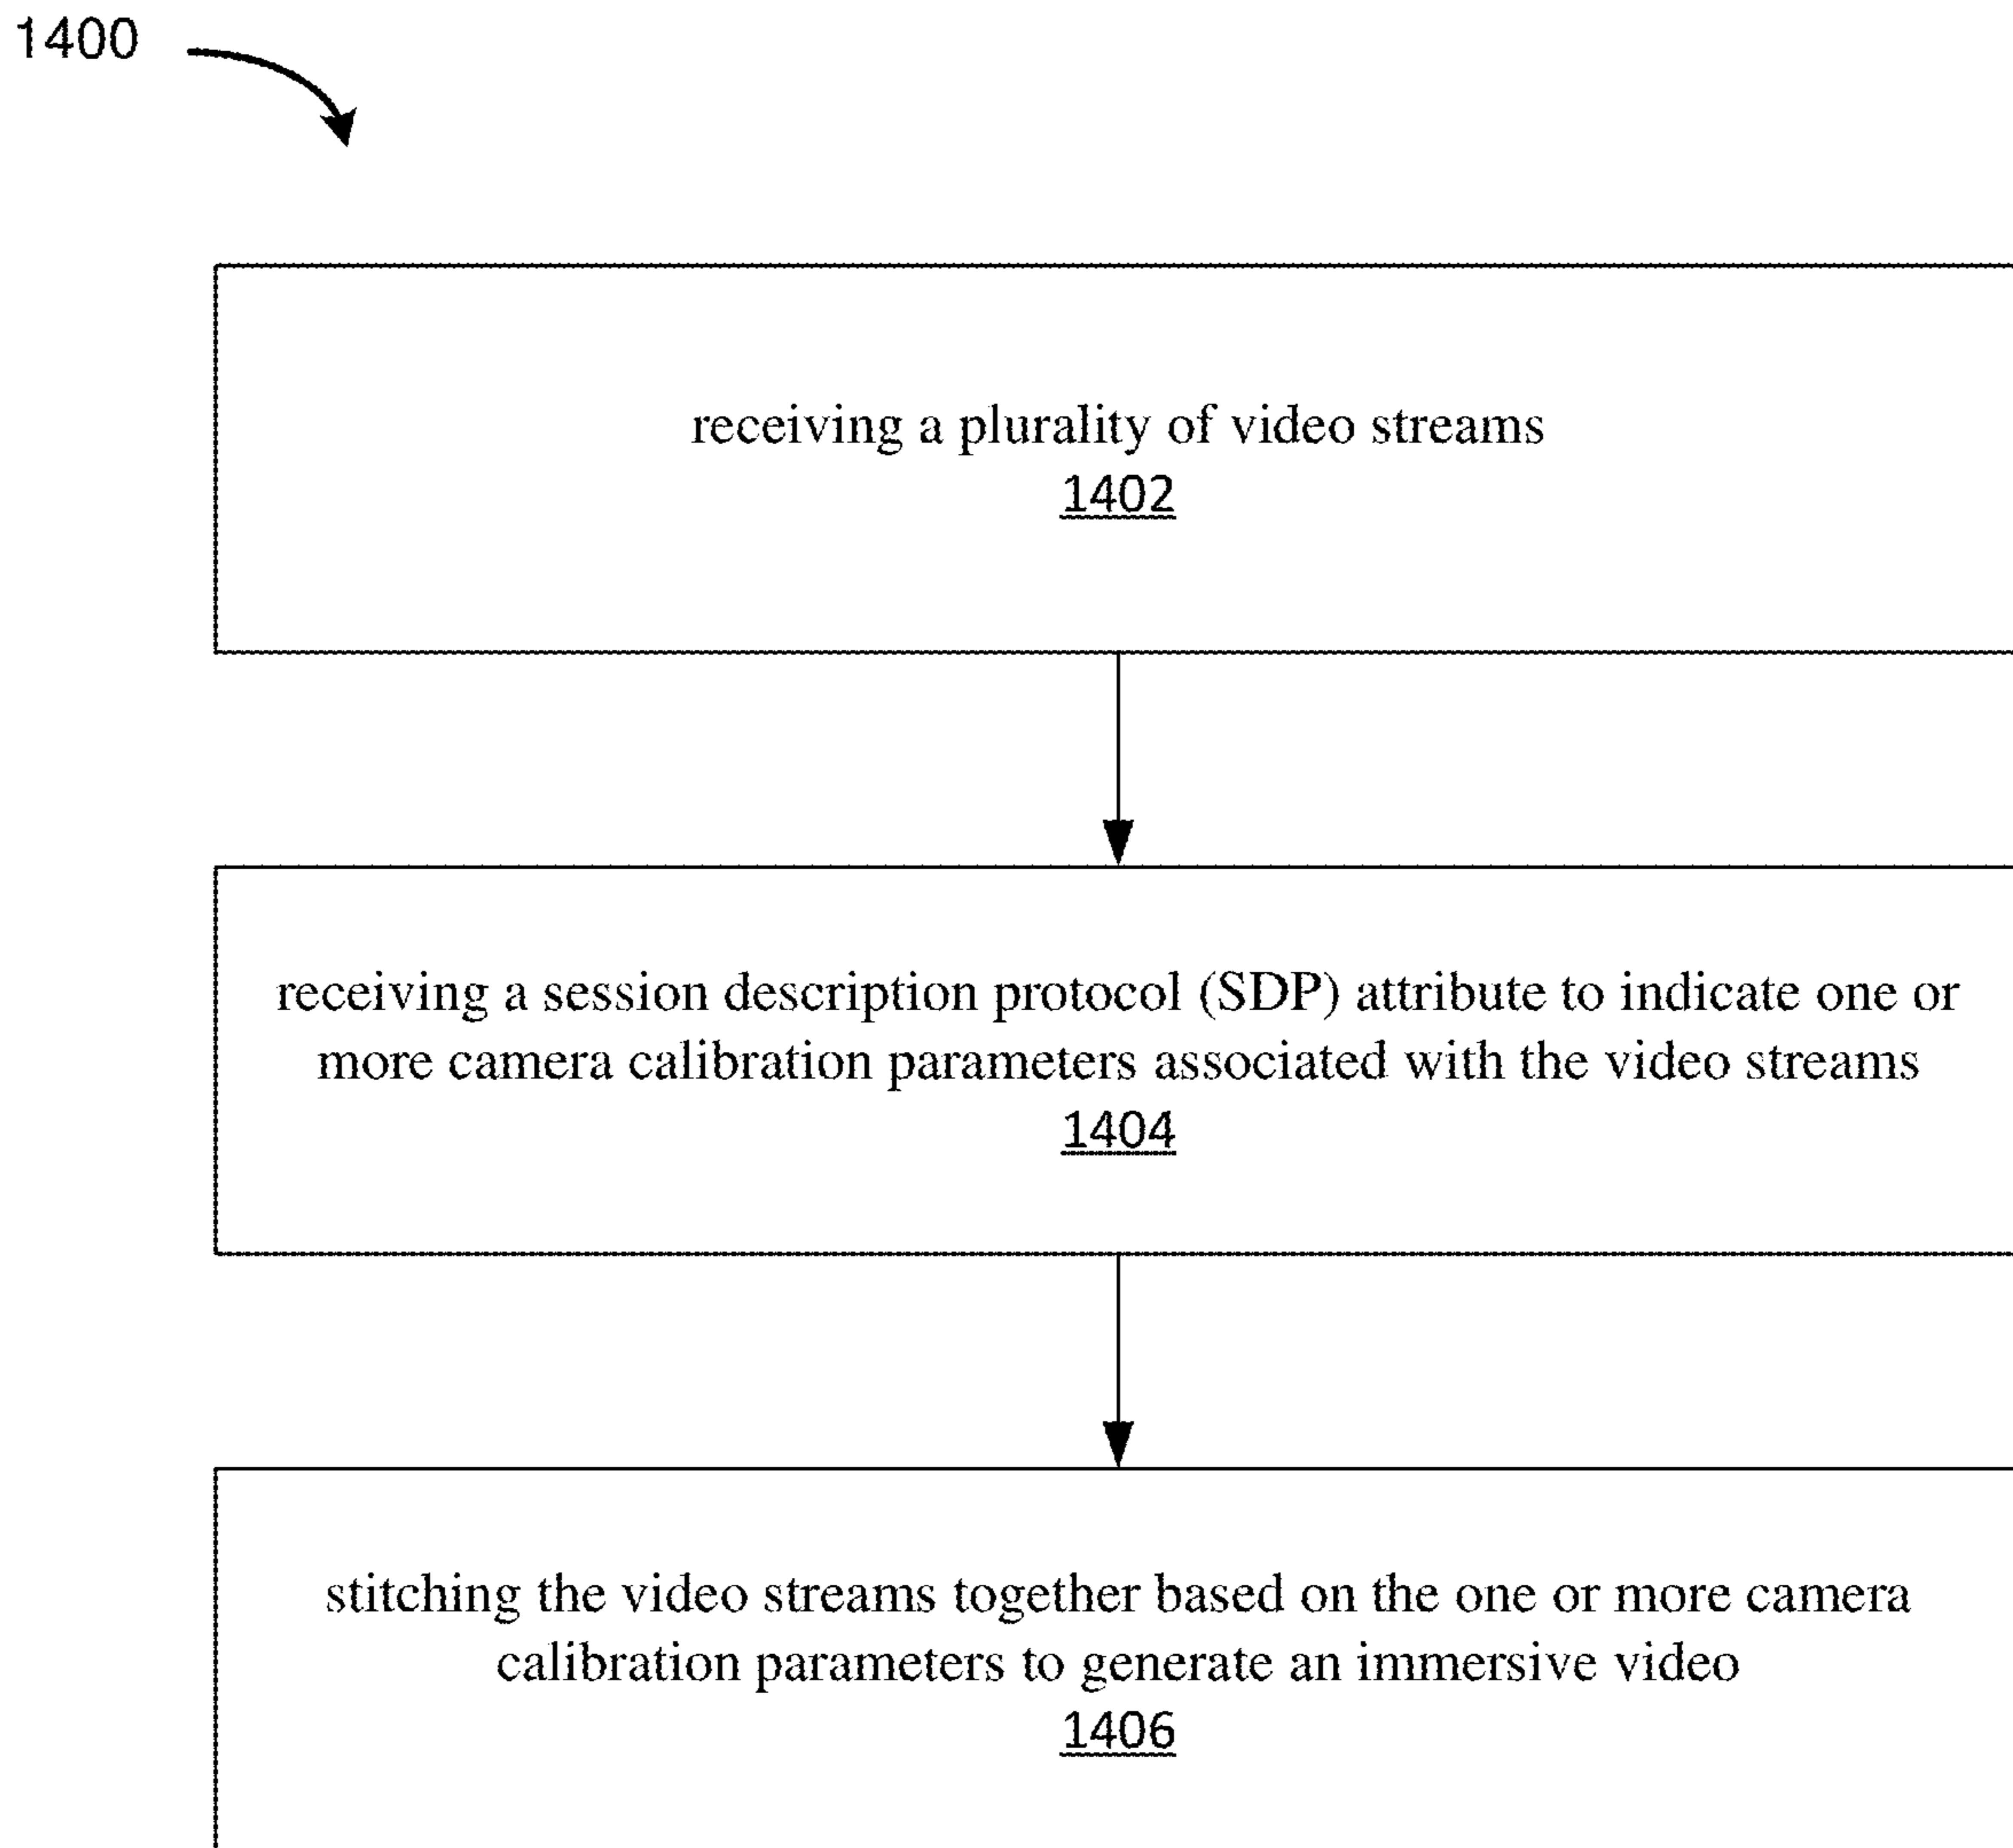 1400
receiving a plurality of video streams
1402
receiving a session description protocol (SDP) attribute to indicate one or
more camera calibration parameters associated with the video streams
1404
stitching the video streams together based on the one or more camera
calibration parameters to generate an immersive video
1406